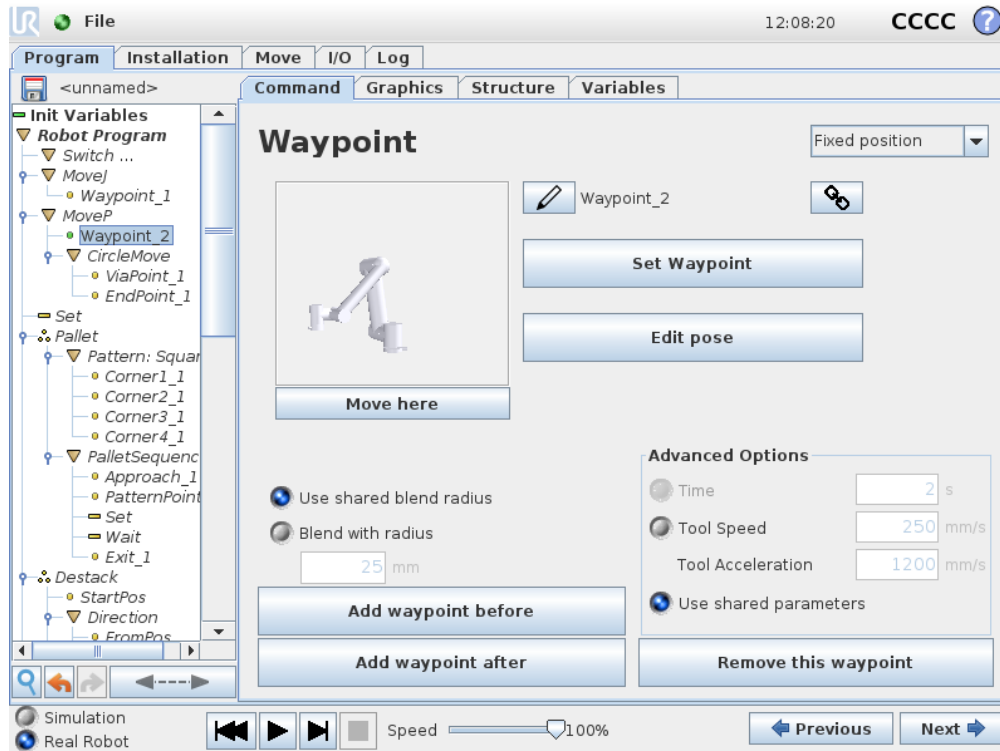 UR File 12:08:20 CCCC ?
Program Installation Move I/O Log
<unnamed> Command Graphics Structure Variables
Init Variables
Robot Program
Switch ...
MoveJ
Waypoint_1
MoveP
Waypoint_2
CircleMove
ViaPoint_1
EndPoint_1
Set
Pallet
Pattern: Squar
Corner1_1
Corner2_1
Corner3_1
Corner4_1
PalletSequenc
Approach_1
PatternPoint
Set
Wait
Exit_1
Destack
StartPos
Direction
FromPos
Waypoint
Fixed position
Waypoint_2
Set Waypoint
Edit pose
Move here
Use shared blend radius
Blend with radius
25 mm
Advanced Options
Time 2 s
Tool Speed 250 mm/s
Tool Acceleration 1200 mm/s
Use shared parameters
Add waypoint before
Add waypoint after
Remove this waypoint
Simulation
Real Robot
Speed 100%
Previous Next